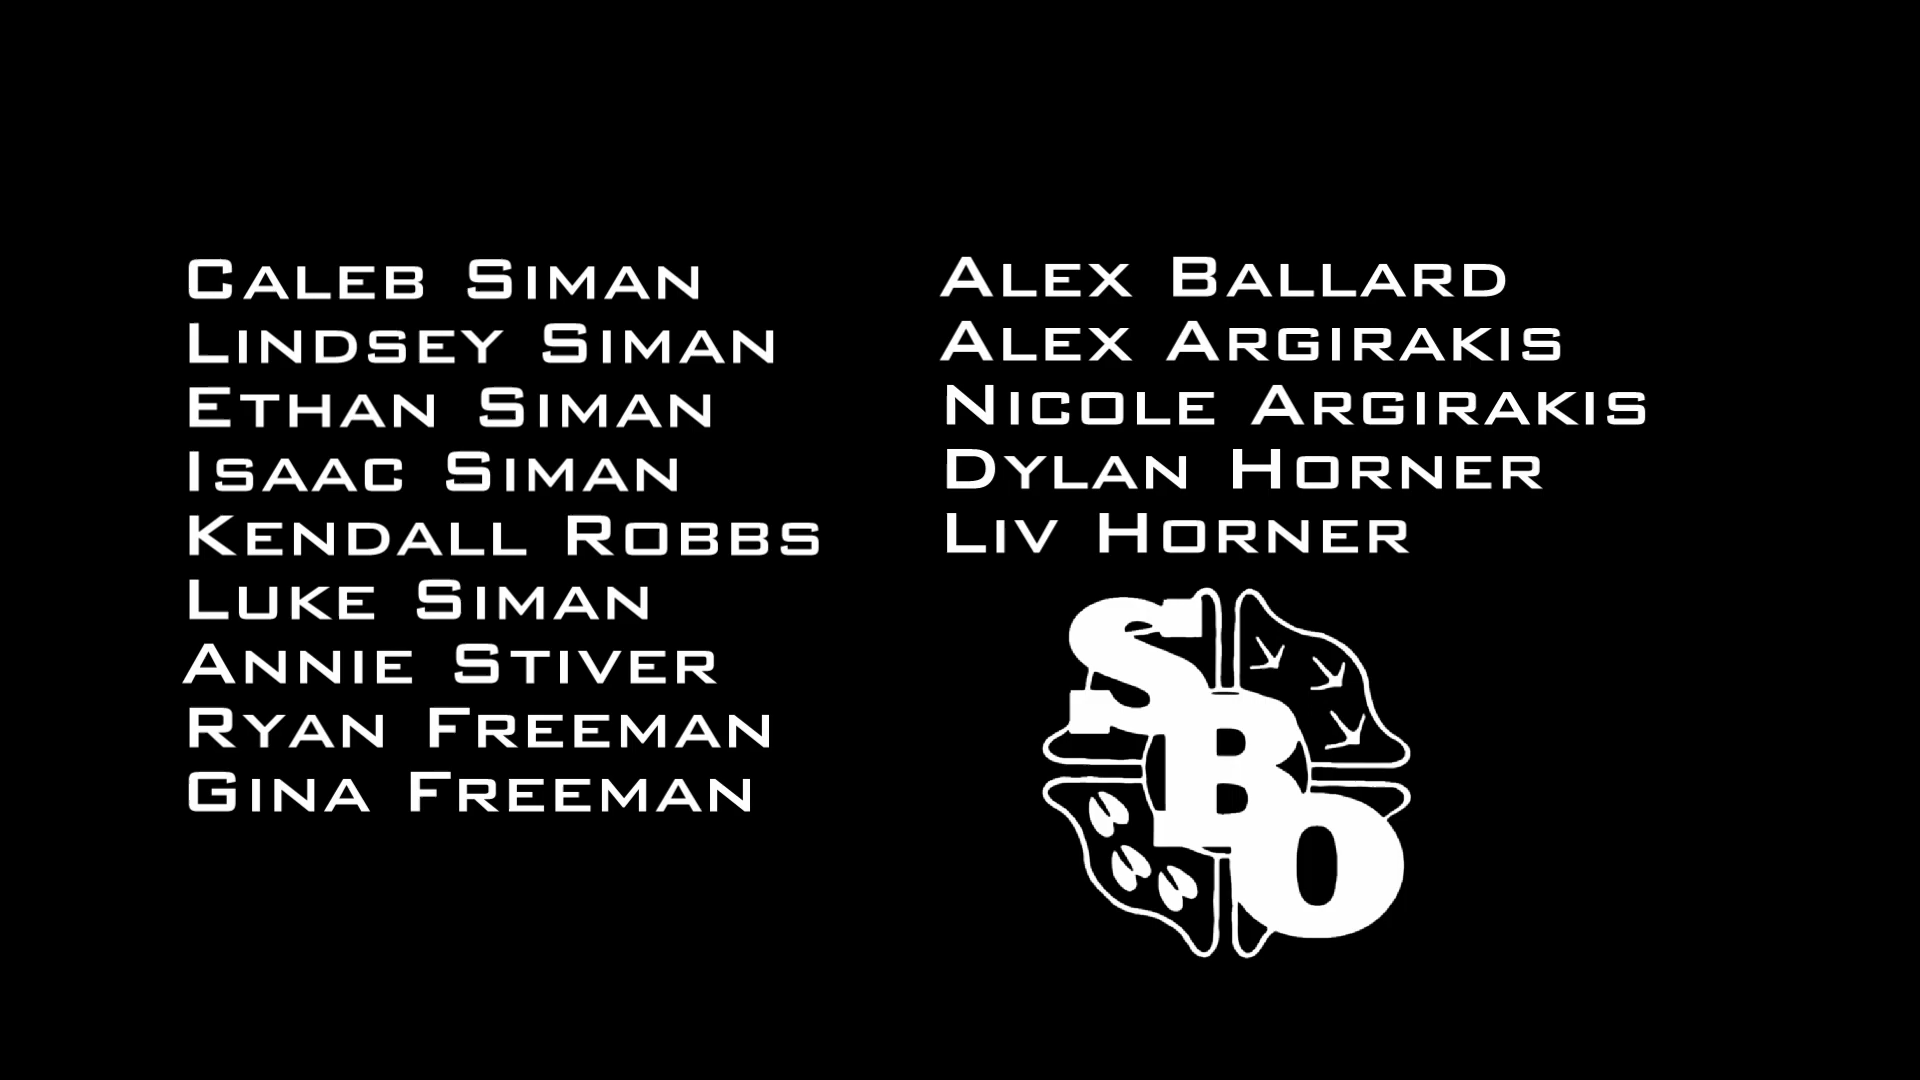 Caleb Siman
Lindsey Siman
Ethan Siman
Isaac Siman
Kendall Robbs
Luke Siman
Annie Stiver
Ryan Freeman
Gina Freeman
Alex Ballard
Alex Argirakis
Nicole Argirakis
Dylan Horner
Liv Horner
SBO